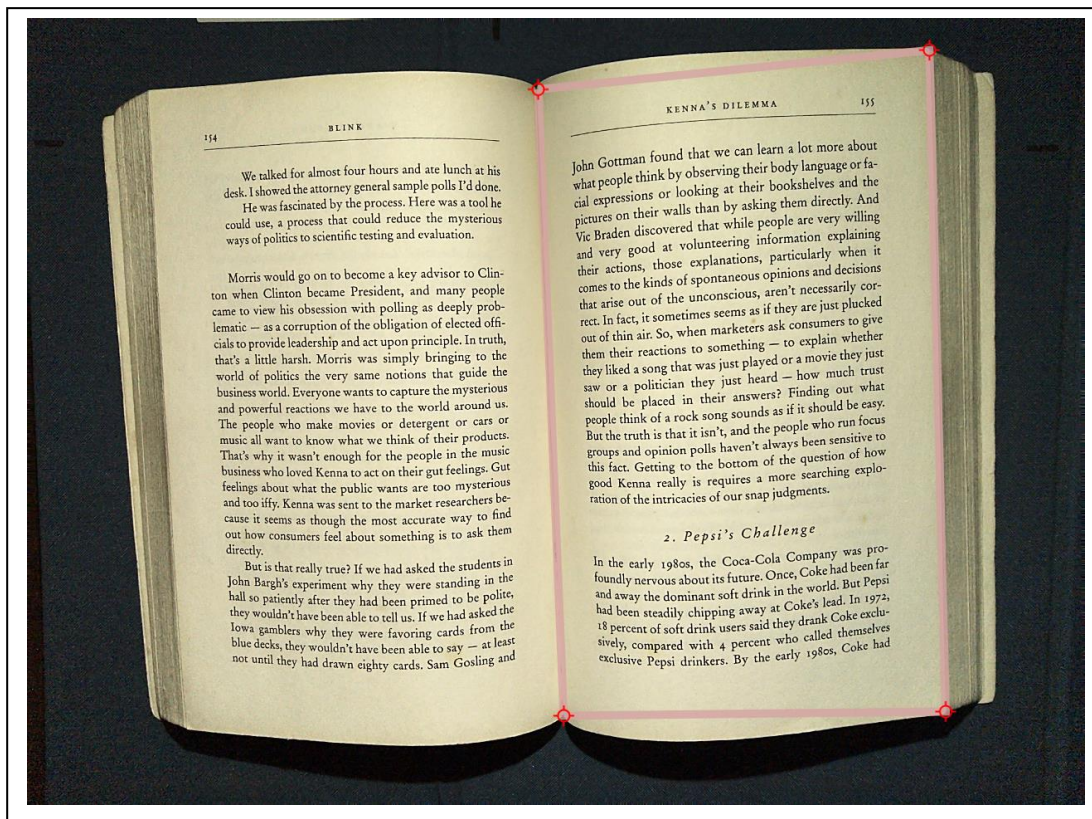 154
BLINK
We talked for almost four hours and ate lunch at his
desk. I showed the attorney general sample polls I'd done.
He was fascinated by the process. Here was a tool he
could use, a process that could reduce the mysterious
ways of politics to scientific testing and evaluation.
Morris would go on to become a key advisor to Clin-
ton when Clinton became President, and many people
came to view his obsession with polling as deeply prob-
lematic — as a corruption of the obligation of elected offi-
cials to provide leadership and act upon principle. In truth,
that's a little harsh. Morris was simply bringing to the
world of politics the very same notions that guide the
business world. Everyone wants to capture the mysterious
and powerful reactions we have to the world around us.
The people who make movies or detergent or cars or
music all want to know what we think of their products.
That's why it wasn't enough for the people in the music
business who loved Kenna to act on their gut feelings. Gut
feelings about what the public wants are too mysterious
and too iffy. Kenna was sent to the market researchers be-
cause it seems as though the most accurate way to find
out how consumers feel about something is to ask them
directly.
But is that really true? If we had asked the students in
John Bargh's experiment why they were standing in the
hall so patiently after they had been primed to be polite,
they wouldn't have been able to tell us. If we had asked the
Iowa gamblers why they were favoring cards from the
blue decks, they wouldn't have been able to say — at least
not until they had drawn eighty cards. Sam Gosling and
KENNA'S DILEMMA
155
John Gottman found that we can learn a lot more about
what people think by observing their body language or fa-
cial expressions or looking at their bookshelves and the
pictures on their walls than by asking them directly. And
Vic Braden discovered that while people are very willing
and very good at volunteering information explaining
their actions, those explanations, particularly when it
comes to the kinds of spontaneous opinions and decisions
that arise out of the unconscious, aren't necessarily cor-
rect. In fact, it sometimes seems as if they are just plucked
out of thin air. So, when marketers ask consumers to give
them their reactions to something — to explain whether
they liked a song that was just played or a movie they just
saw or a politician they just heard — how much trust
should be placed in their answers? Finding out what
people think of a rock song sounds as if it should be easy.
But the truth is that it isn't, and the people who run focus
groups and opinion polls haven't always been sensitive to
this fact. Getting to the bottom of the question of how
good Kenna really is requires a more searching explo-
ration of the intricacies of our snap judgments.
2. Pepsi's Challenge
In the early 1980s, the Coca-Cola Company was pro-
foundly nervous about its future. Once, Coke had been far
and away the dominant soft drink in the world. But Pepsi
had been steadily chipping away at Coke's lead. In 1972,
18 percent of soft drink users said they drank Coke exclu-
sively, compared with 4 percent who called themselves
exclusive Pepsi drinkers. By the early 1980s, Coke had